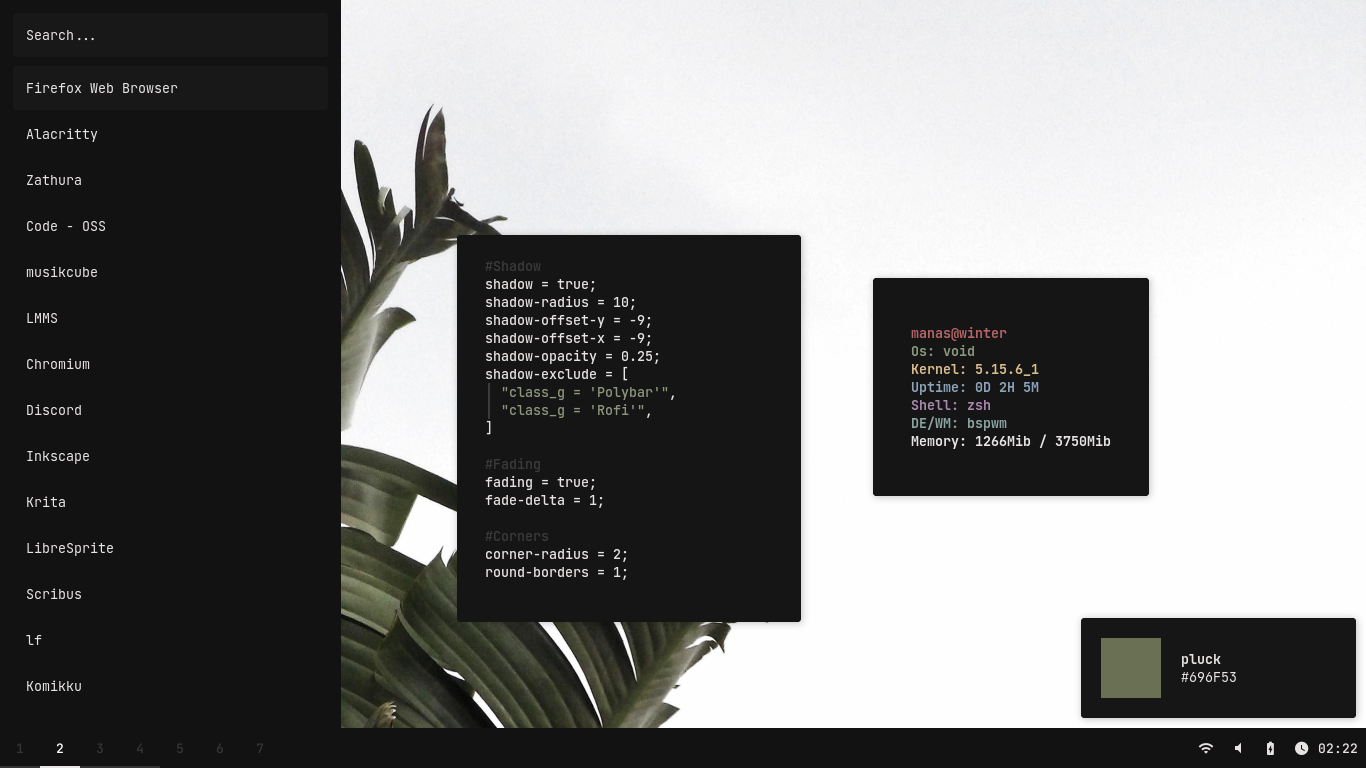 Search...
Firefox Web Browser
Alacritty
Zathura
Code - OSS
musikcube
LMMS
Chromium
Discord
Inkscape
Krita
LibreSprite
Scribus
lf
Komikku
#Shadow
shadow = true;
shadow-radius = 10;
shadow-offset-y = -9;
shadow-offset-x = -9;
shadow-opacity = 0.25;
shadow-exclude = [
"class_g = 'Polybar'",
"class_g = 'Rofi'",
]
#Fading
fading = true;
fade-delta = 1;
#Corners
corner-radius = 2;
round-borders = 1;
manas@winter
Os: void
Kernel: 5.15.6_1
Uptime: 0D 2H 5M
Shell: zsh
DE/WM: bspwm
Memory: 1266Mib / 3750Mib
pluck
#696F53
1 2 3 4 5 6 7
02:22